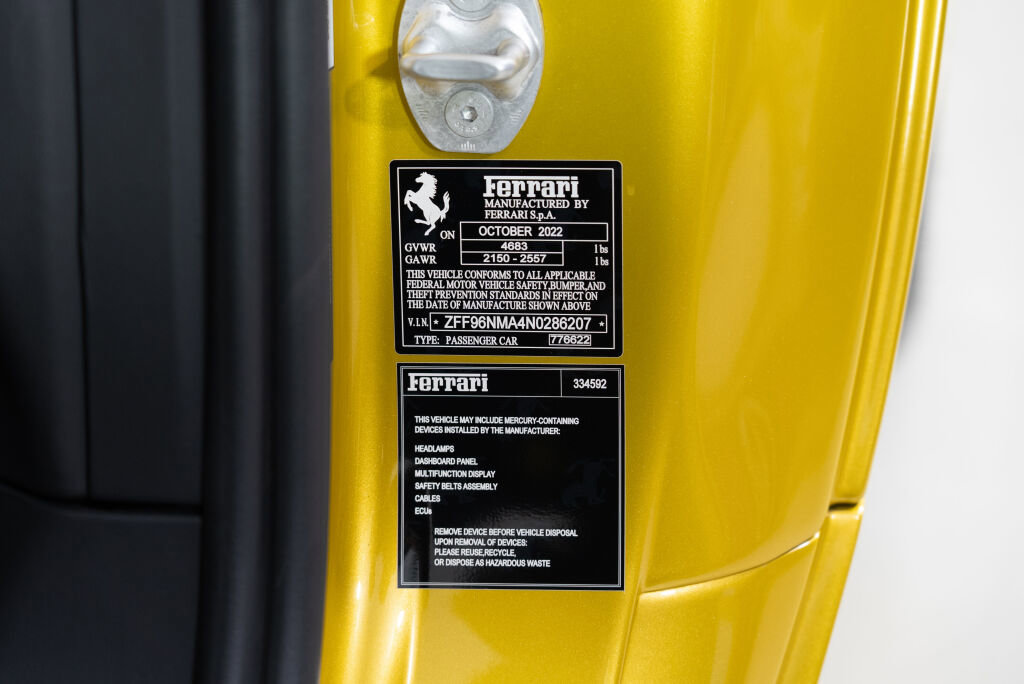 Ferrari
MANUFACTURED BY
FERRARI S.p.A.
ON OCTOBER 2022
GVWR 4683 lbs
GAWR 2150 - 2557 lbs
THIS VEHICLE CONFORMS TO ALL APPLICABLE
FEDERAL MOTOR VEHICLE SAFETY,BUMPER,AND
THEFT PREVENTION STANDARDS IN EFFECT ON
THE DATE OF MANUFACTURE SHOWN ABOVE
V.I.N. * ZFF96NMA4N0286207 *
TYPE: PASSENGER CAR 776622
Ferrari 334592
THIS VEHICLE MAY INCLUDE MERCURY-CONTAINING
DEVICES INSTALLED BY THE MANUFACTURER:
HEADLAMPS
DASHBOARD PANEL
MULTIFUNCTION DISPLAY
SAFETY BELTS ASSEMBLY
CABLES
ECUs
REMOVE DEVICE BEFORE VEHICLE DISPOSAL
UPON REMOVAL OF DEVICES:
PLEASE REUSE,RECYCLE,
OR DISPOSE AS HAZARDOUS WASTE